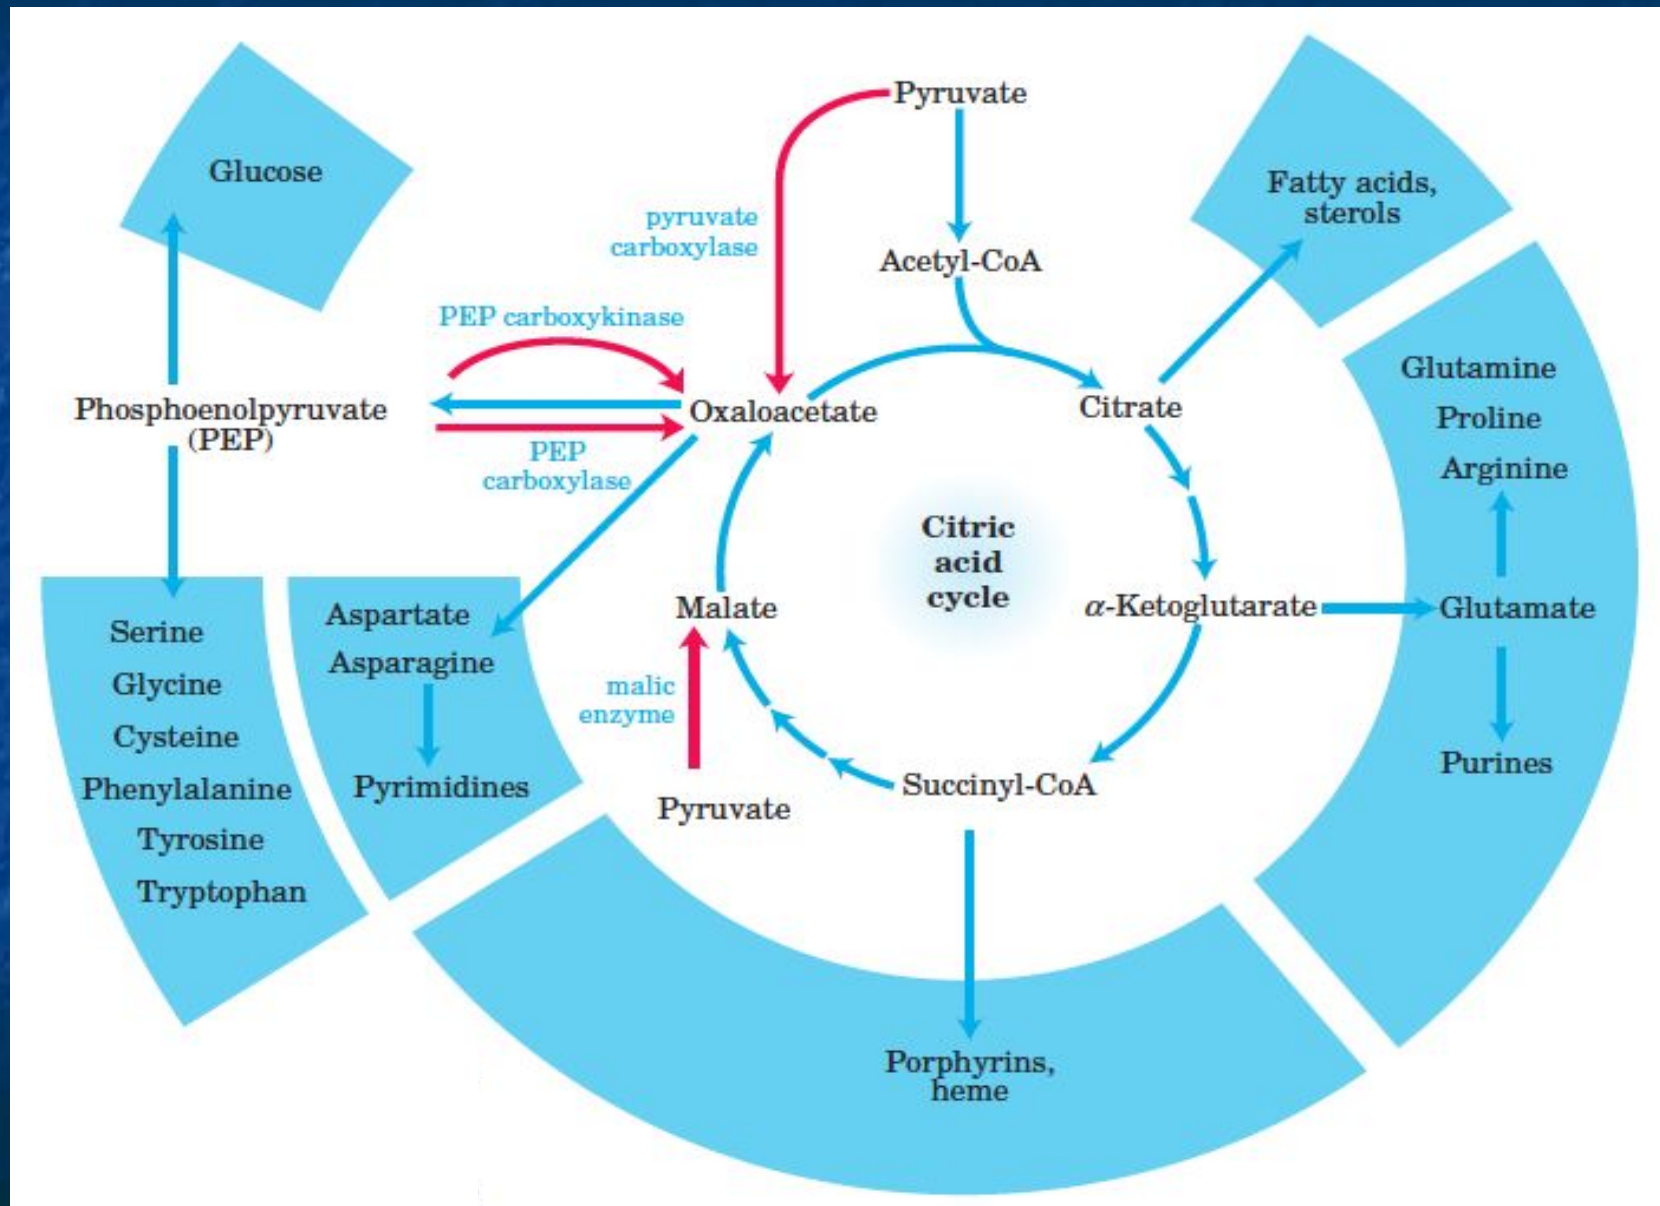 Pyruvate
Glucose
Fatty acids,
sterols
pyruvate
carboxylase
Acetyl-CoA
PEP carboxykinase
Phosphoenolpyruvate
(PEP)
Oxaloacetate
Citrate
PEP
carboxylase
Glutamine
Proline
Arginine
Citric
acid
cycle
Malate
α-Ketoglutarate
Glutamate
Purines
Aspartate
Asparagine
Pyrimidines
Serine
Glycine
Cysteine
Phenylalanine
Tyrosine
Tryptophan
malic
enzyme
Pyruvate
Succinyl-CoA
Porphyrins,
heme